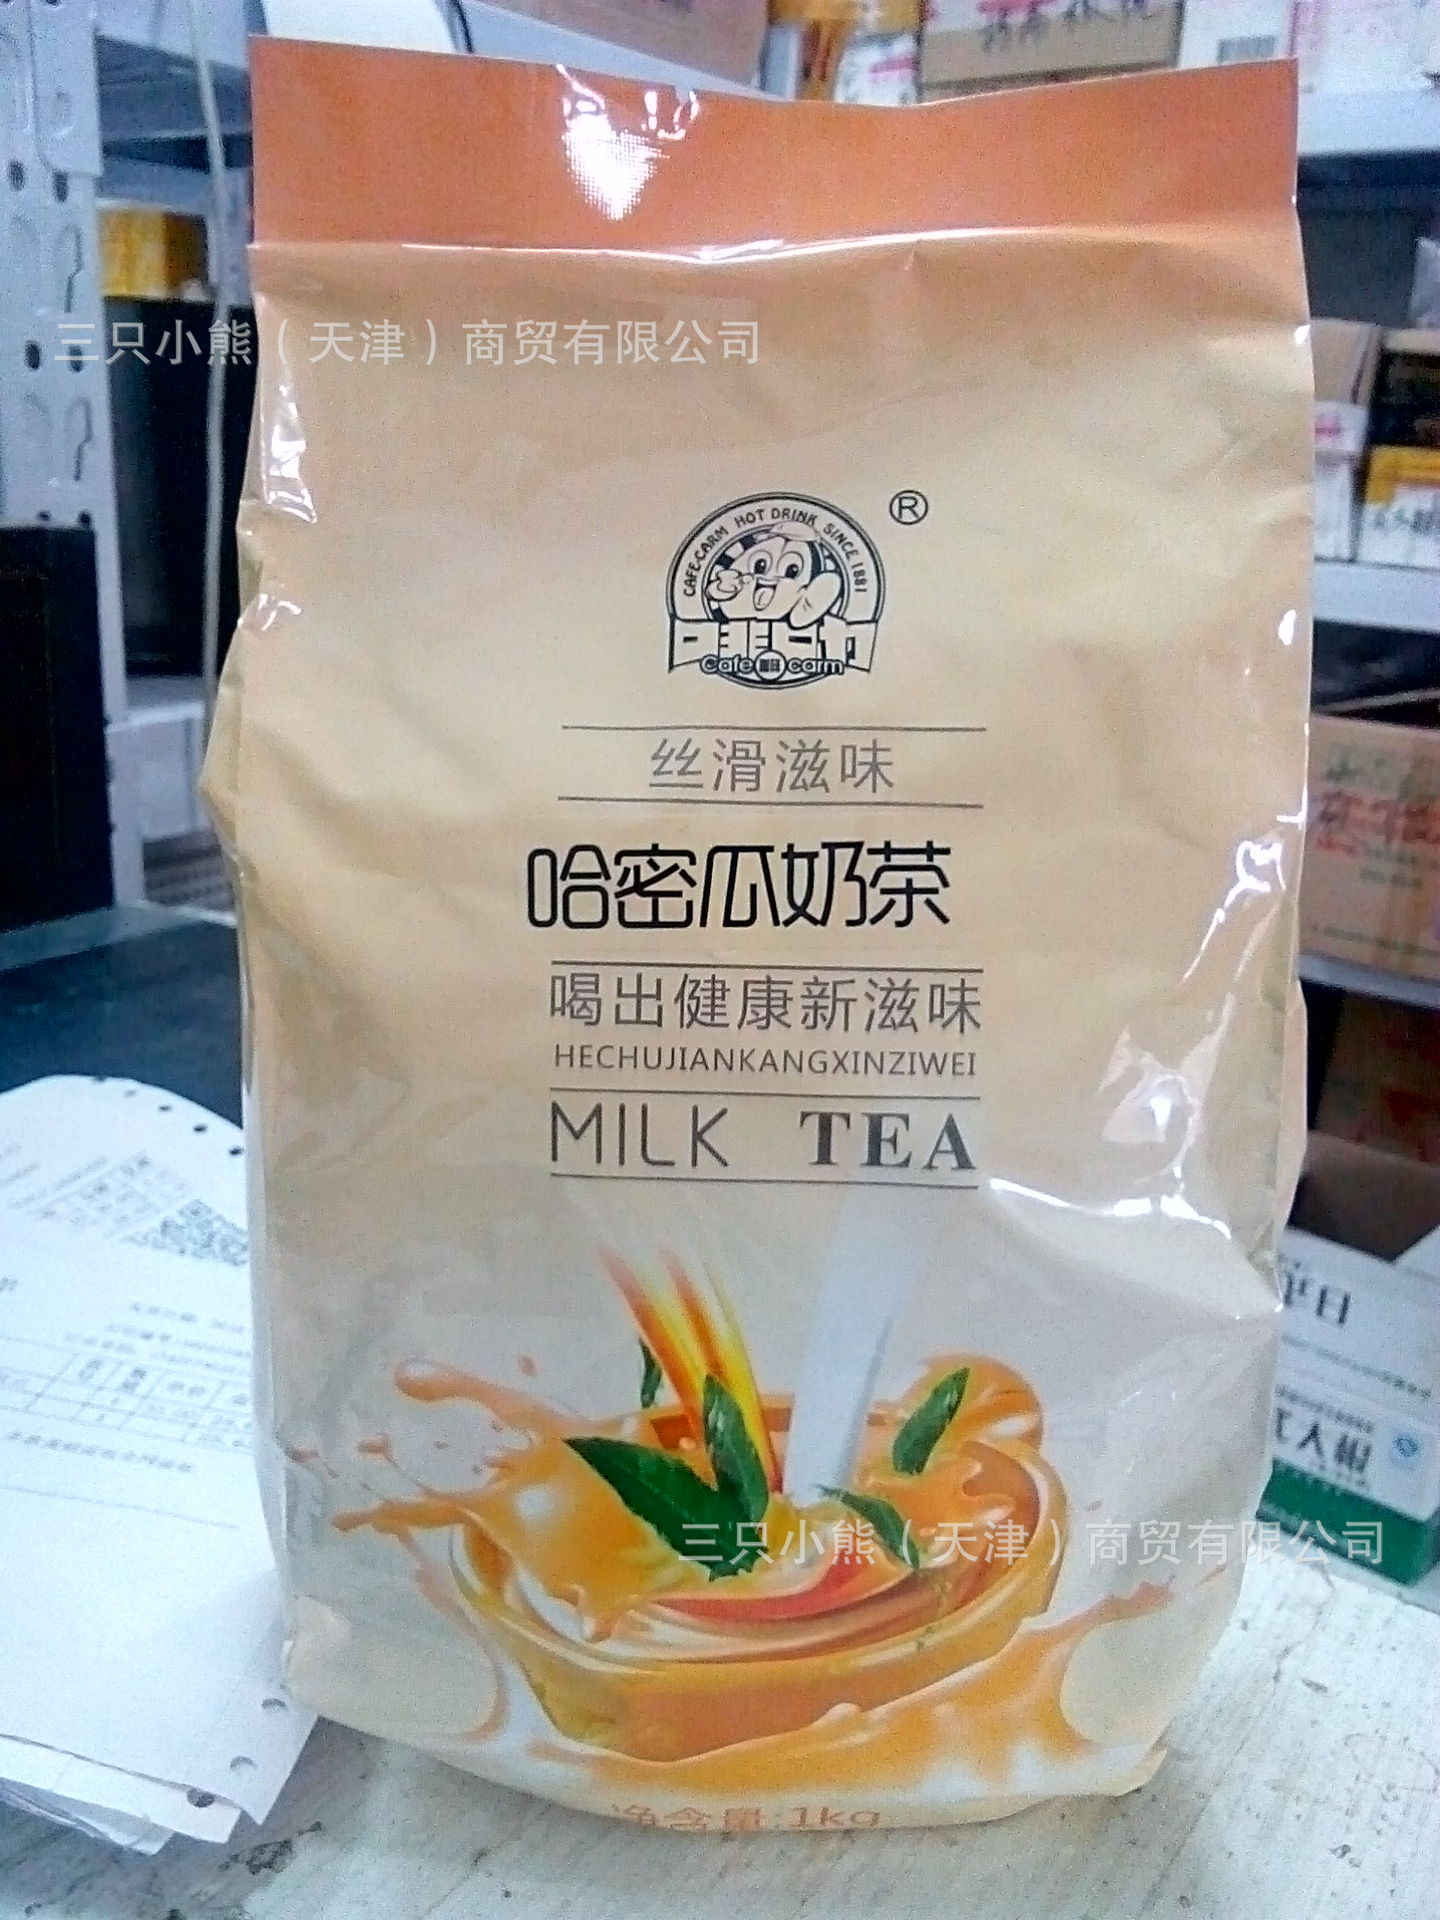 三只小熊（天津）商贸有限公司
®
CAFE.CARM HOT DRINK SINCE 1881
cafe carm
丝滑滋味
哈密瓜奶茶
喝出健康新滋味
HECHUJIANKANGXINZIWEI
MILK TEA
三只小熊（天津）商贸有限公司
净含量:1kg